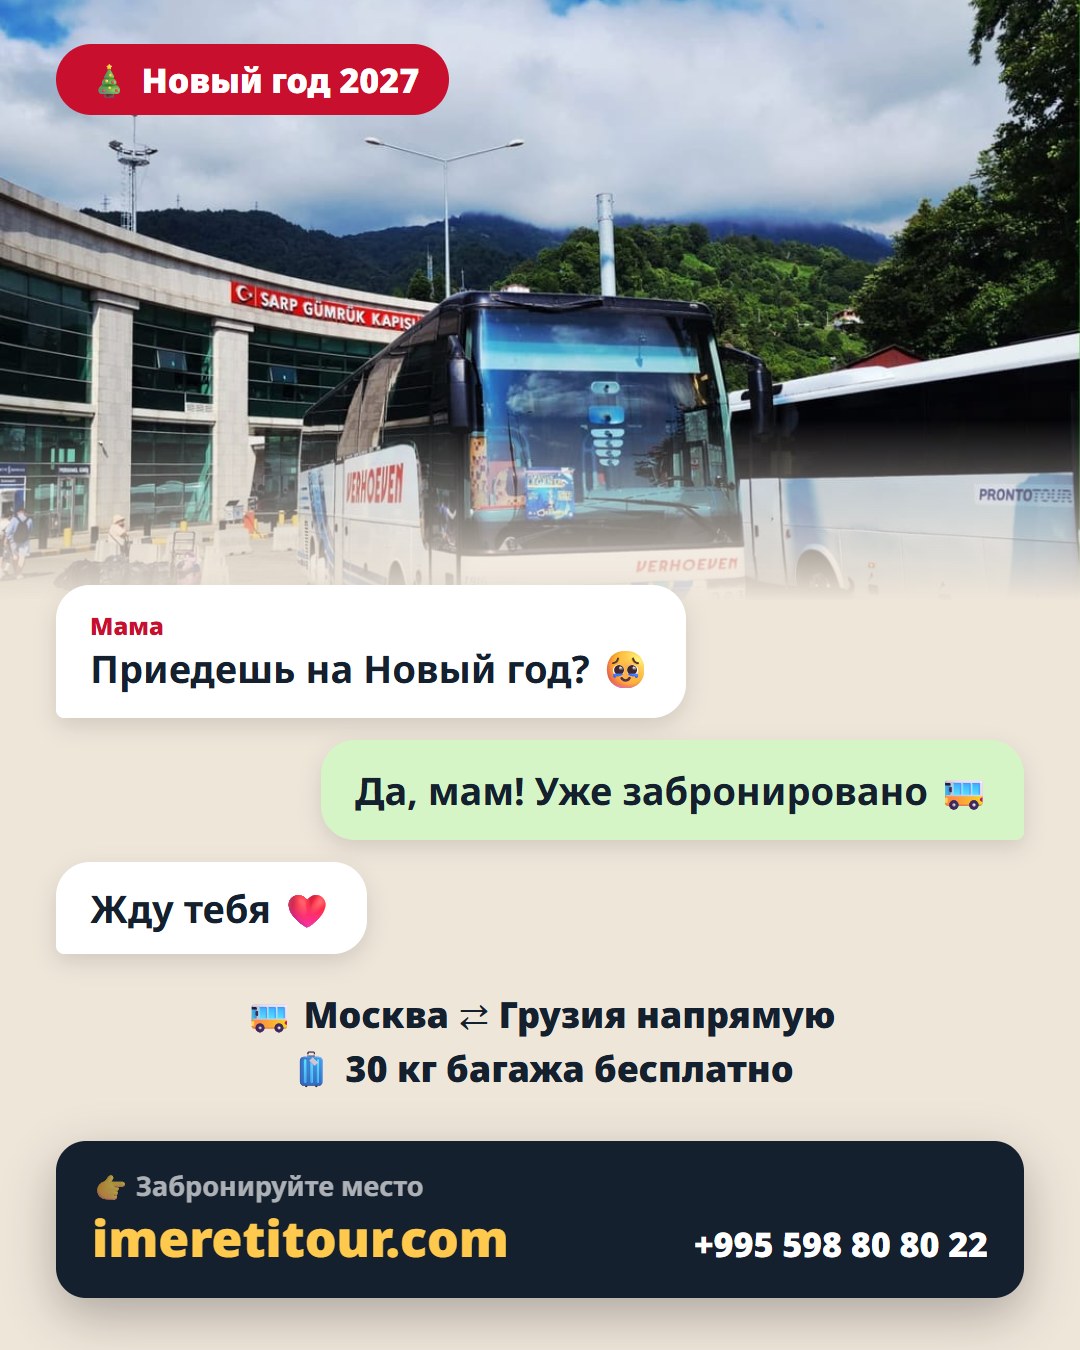 🎄 Новый год 2027
SARP GÜMRÜK KAPISI
VERHOEVEN
VERHOEVEN
PRONTOTOUR
Мама
Приедешь на Новый год? 🥹
Да, мам! Уже забронировано 🚌
Жду тебя ❤️
🚌 Москва ⇄ Грузия напрямую
🧳 30 кг багажа бесплатно
👉 Забронируйте место
imeretitour.com
+995 598 80 80 22